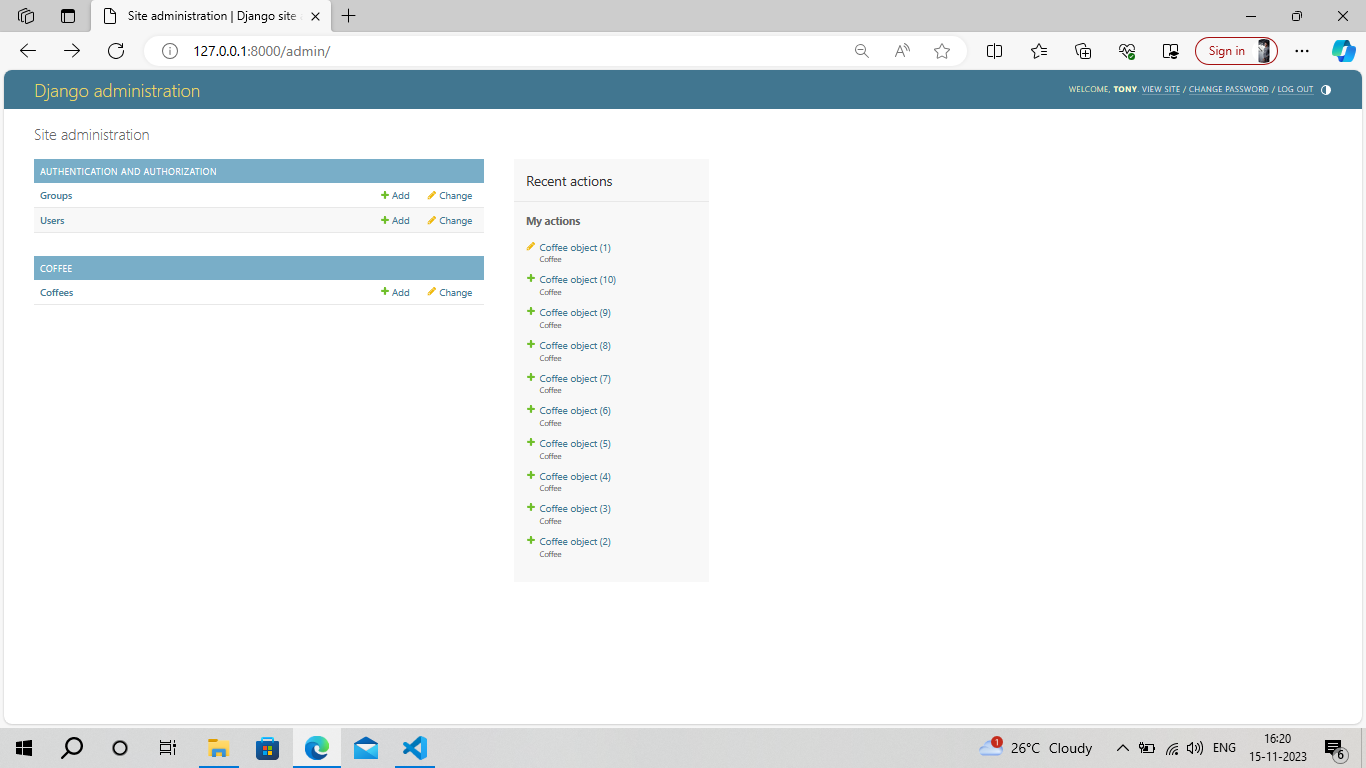 Site administration | Django site
127.0.0.1:8000/admin/
Sign in
Django administration
WELCOME, TONY. VIEW SITE / CHANGE PASSWORD / LOG OUT
Site administration
AUTHENTICATION AND AUTHORIZATION
Groups Add Change
Users Add Change
COFFEE
Coffees Add Change
Recent actions
My actions
Coffee object (1)
Coffee
Coffee object (10)
Coffee
Coffee object (9)
Coffee
Coffee object (8)
Coffee
Coffee object (7)
Coffee
Coffee object (6)
Coffee
Coffee object (5)
Coffee
Coffee object (4)
Coffee
Coffee object (3)
Coffee
Coffee object (2)
Coffee
1
26°C Cloudy
ENG
16:20
15-11-2023
6